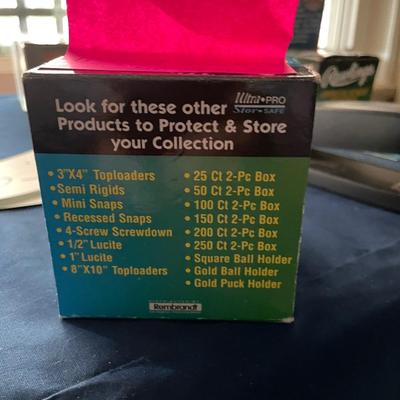 Look for these other Ultra•PRO
Stor•SAFE
Products to Protect & Store
your Collection
• 3"X4" Toploaders
• Semi Rigids
• Mini Snaps
• Recessed Snaps
• 4-Screw Screwdown
• 1/2" Lucite
• 1" Lucite
• 8"X10" Toploaders
• 25 Ct 2-Pc Box
• 50 Ct 2-Pc Box
• 100 Ct 2-Pc Box
• 150 Ct 2-Pc Box
• 200 Ct 2-Pc Box
• 250 Ct 2-Pc Box
• Square Ball Holder
• Gold Ball Holder
• Gold Puck Holder
Rembrandt
Rawlings